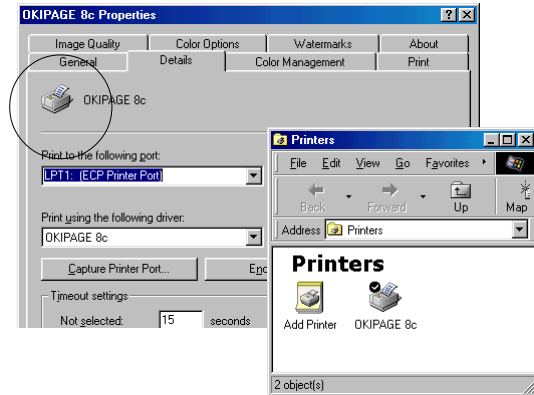 OKIPAGE 8c Properties
Image Quality Color Options Watermarks About
General Details Color Management Print
OKIPAGE 8c
Print to the following port:
LPT1: (ECP Printer Port)
Print using the following driver:
OKIPAGE 8c
Capture Printer Port...
Timeout settings
Not selected: 15 seconds
Printers
File Edit View Go Favorites
Back Forward Up Map
Address Printers
Printers
Add Printer OKIPAGE 8c
2 object(s)